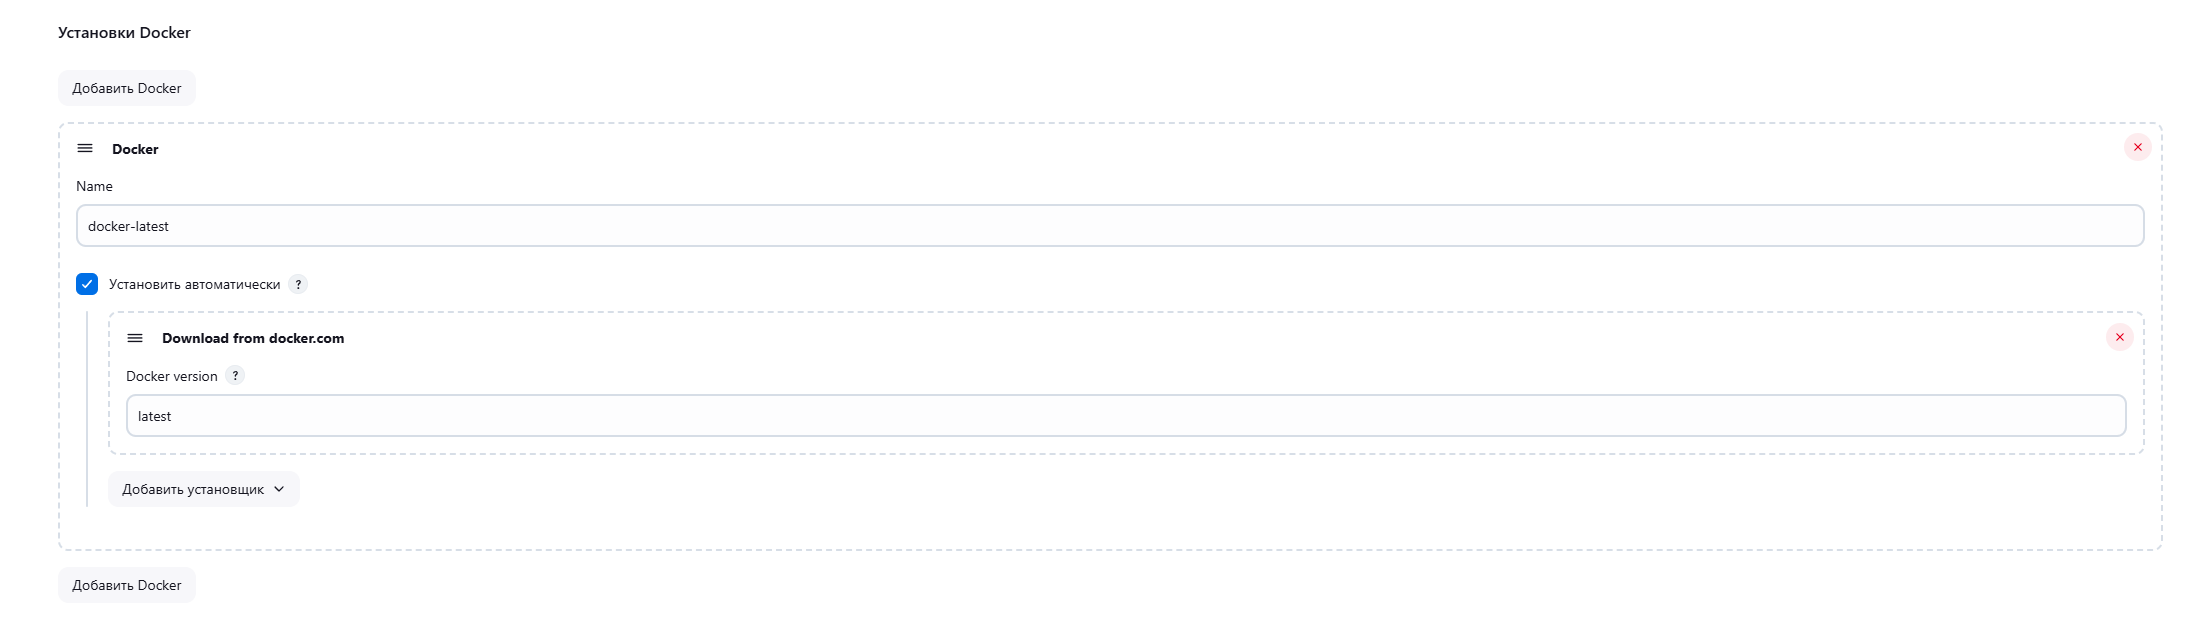 Установки Docker
Добавить Docker
Docker
Name
docker-latest
Установить автоматически ?
Download from docker.com
Docker version ?
latest
Добавить установщик
Добавить Docker